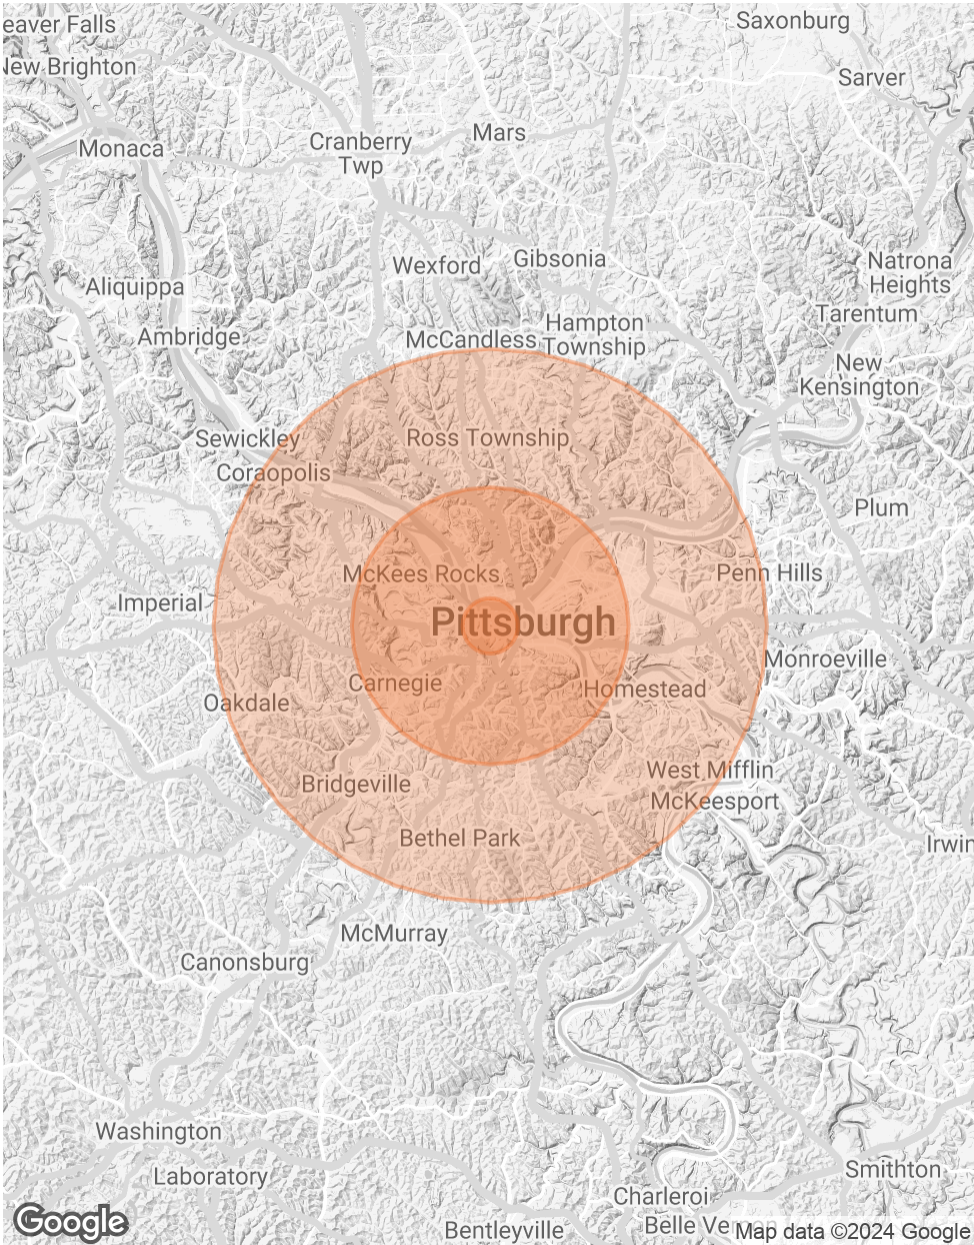 eaver Falls
Saxonburg
New Brighton
Sarver
Mars
Cranberry
Twp
Monaca
Gibsonia
Wexford
Natrona
Heights
Aliquippa
Tarentum
Hampton
Township
Ambridge
McCandless
New
Kensington
Sewickley
Ross Township
Coraopolis
Plum
McKees Rocks
Penn Hills
Imperial
Pittsburgh
Monroeville
Carnegie
Homestead
Oakdale
West Mifflin
Bridgeville
McKeesport
Bethel Park
Irwin
McMurray
Canonsburg
Washington
Laboratory
Smithton
Charleroi
Google
Bentleyville
Belle Vernon
Map data ©2024 Google